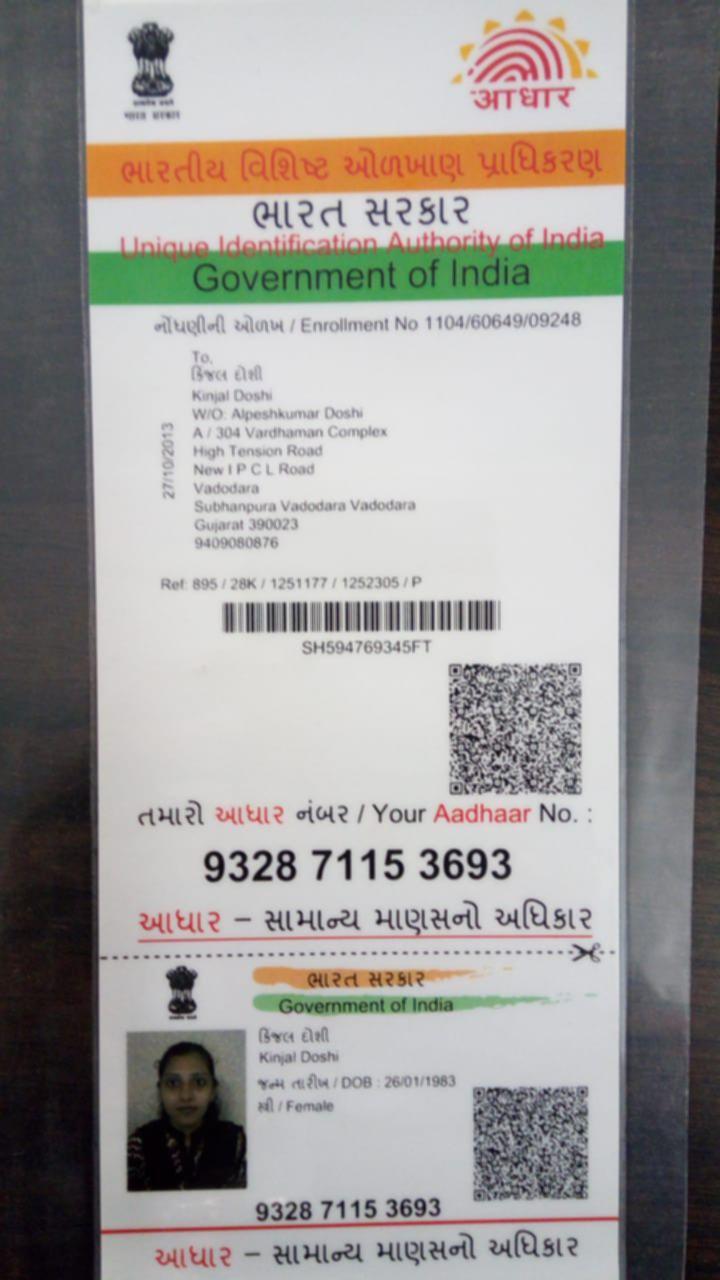 भारत सरकार
आधार
ભારતીય વિશિષ્ટ ઓળખાણ પ્રાધિકરણ
ભારત સરકાર
Unique Identification Authority of India
Government of India
નોંધણીની ઓળખ / Enrollment No 1104/60649/09248
To,
કિંજલ દોશી
Kinjal Doshi
W/O: Alpeshkumar Doshi
A / 304 Vardhaman Complex
High Tension Road
New I P C L Road
Vadodara
Subhanpura Vadodara Vadodara
Gujarat 390023
9409080876
27/10/2013
Ref: 895 / 28K / 1251177 / 1252305 / P
SH594769345FT
તમારો આધાર નંબર / Your Aadhaar No. :
9328 7115 3693
આધાર – સામાન્ય માણસનો અધિકાર
ભારત સરકાર
Government of India
કિંજલ દોશી
Kinjal Doshi
જન્મ તારીખ / DOB : 26/01/1983
સ્ત્રી / Female
9328 7115 3693
આધાર – સામાન્ય માણસનો અધિકાર